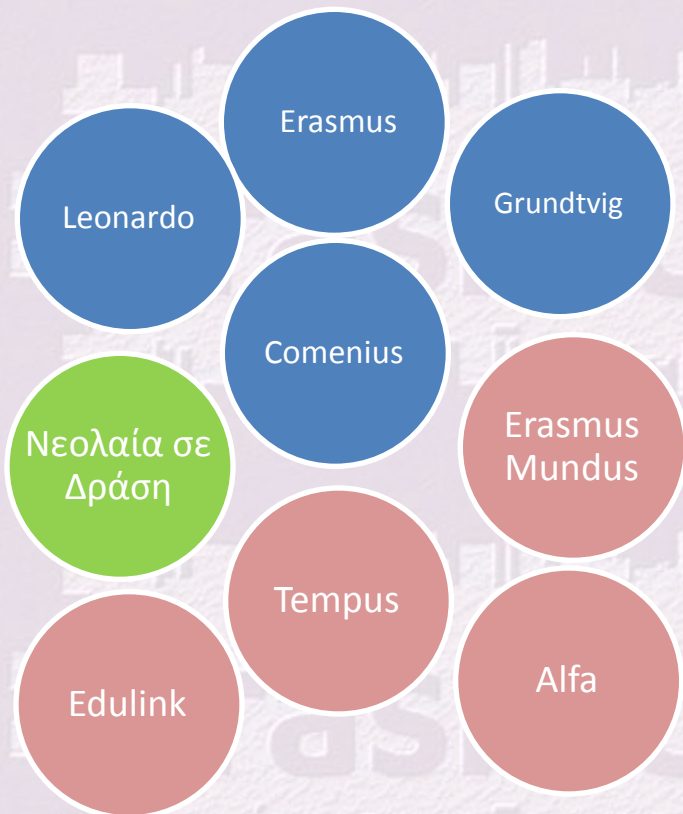 Erasmus
Leonardo
Grundtvig
Comenius
Νεολαία σε
Δράση
Erasmus
Mundus
Tempus
Edulink
Alfa